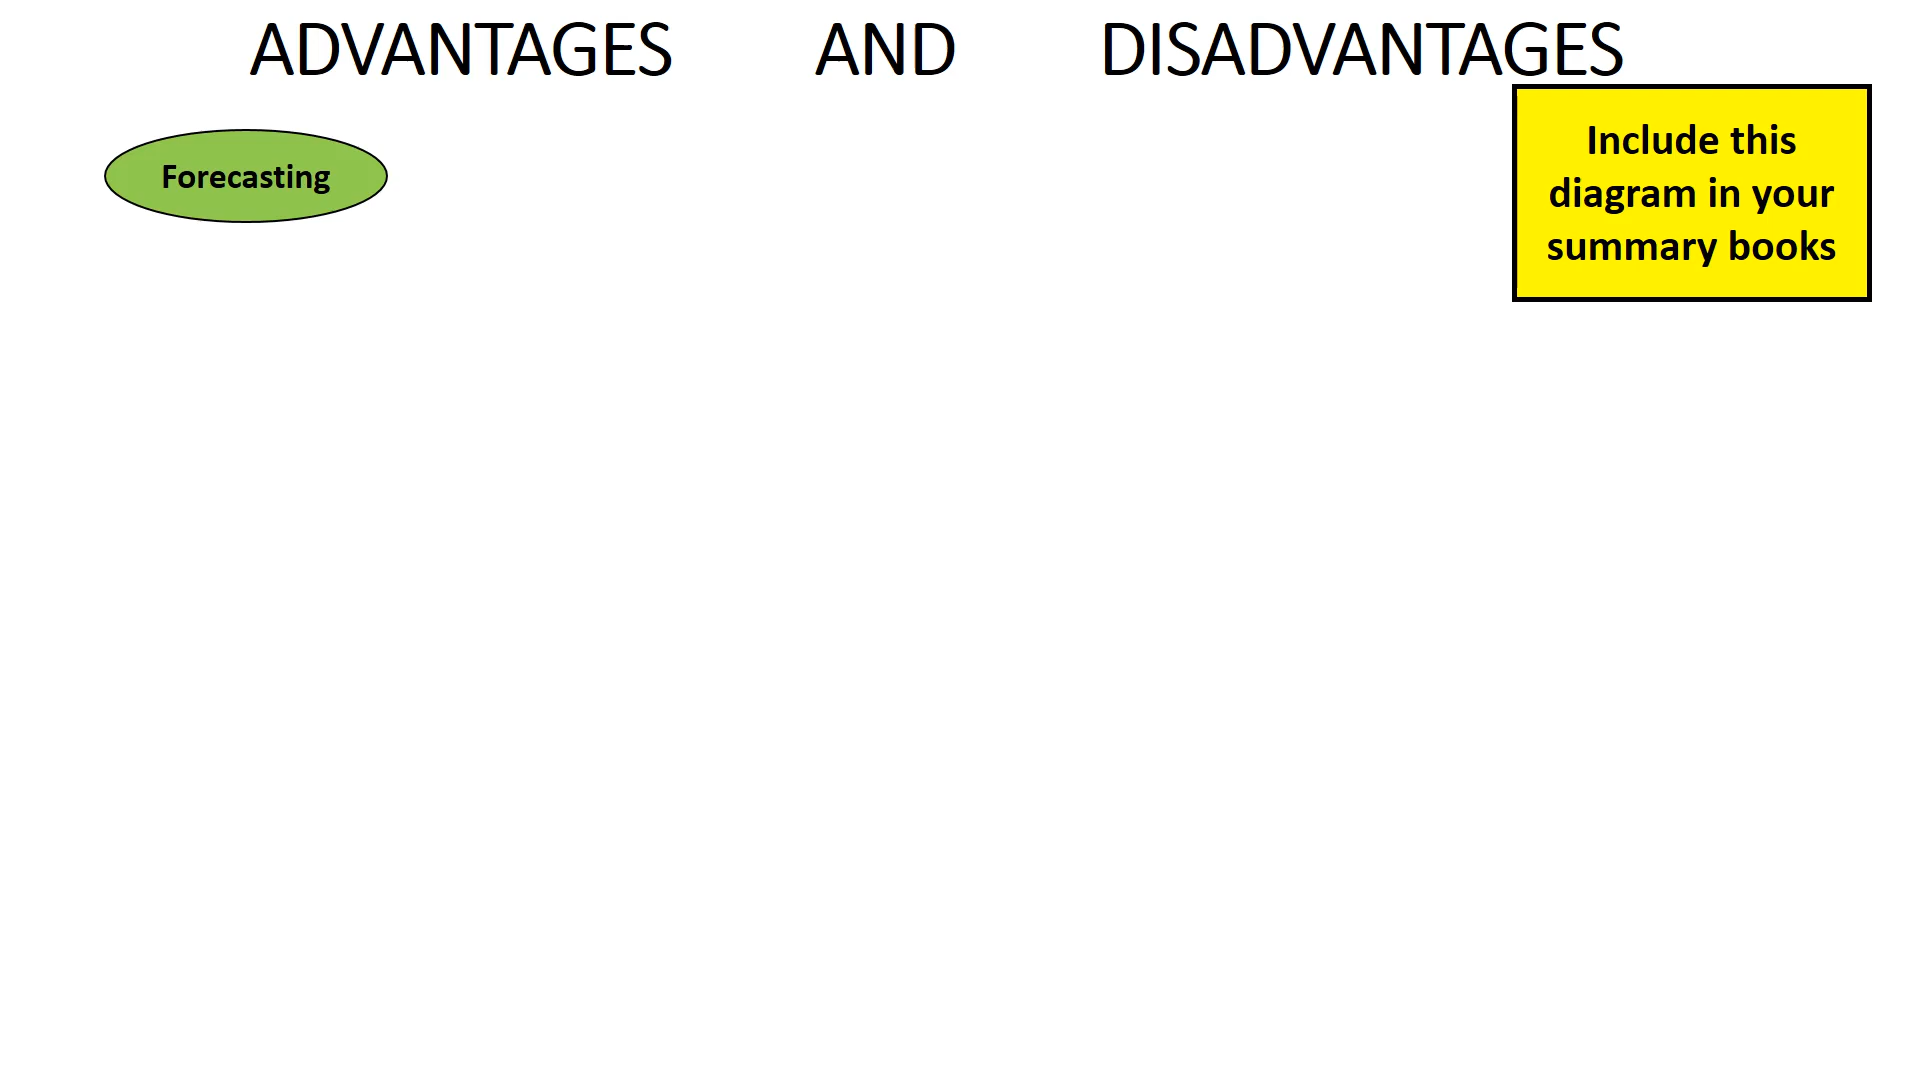 ADVANTAGES AND DISADVANTAGES
Forecasting
Include this
diagram in your
summary books